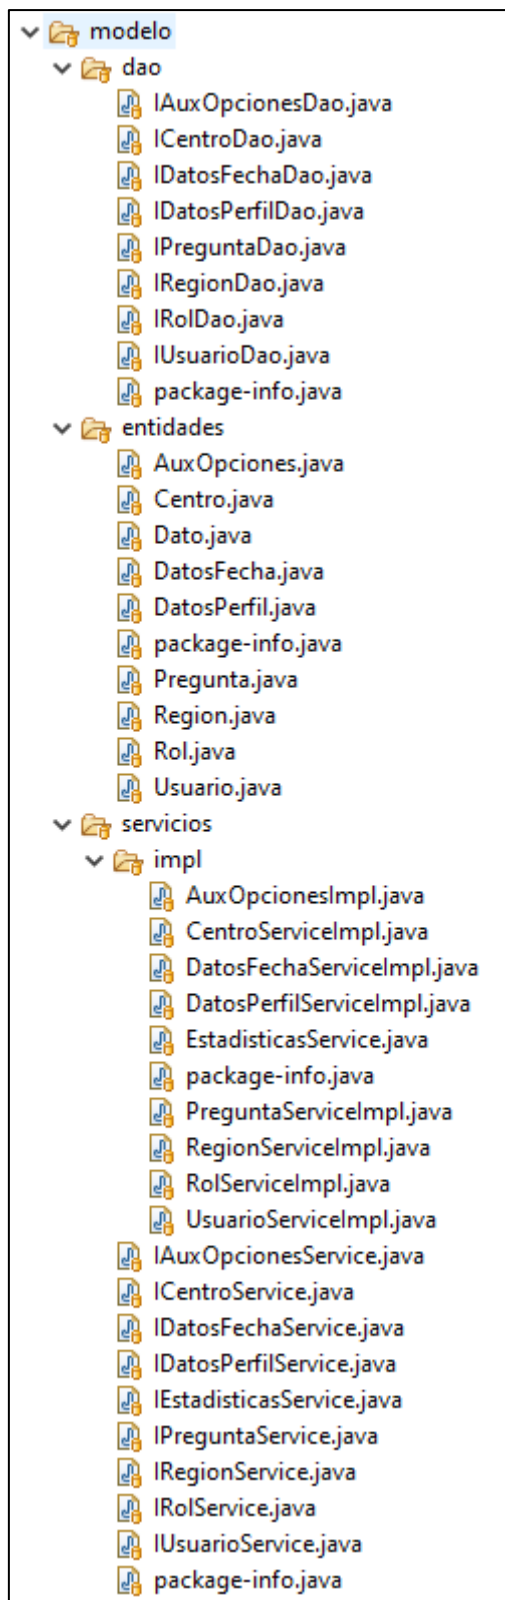 modelo
dao
IAuxOpcionesDao.java
ICentroDao.java
IDatosFechaDao.java
IDatosPerfilDao.java
IPreguntaDao.java
IRegionDao.java
IRolDao.java
IUsuarioDao.java
package-info.java
entidades
AuxOpciones.java
Centro.java
Dato.java
DatosFecha.java
DatosPerfil.java
package-info.java
Pregunta.java
Region.java
Rol.java
Usuario.java
servicios
impl
AuxOpcionesImpl.java
CentroServiceImpl.java
DatosFechaServiceImpl.java
DatosPerfilServiceImpl.java
EstadisticasService.java
package-info.java
PreguntaServiceImpl.java
RegionServiceImpl.java
RolServiceImpl.java
UsuarioServiceImpl.java
IAuxOpcionesService.java
ICentroService.java
IDatosFechaService.java
IDatosPerfilService.java
IEstadisticasService.java
IPreguntaService.java
IRegionService.java
IRolService.java
IUsuarioService.java
package-info.java